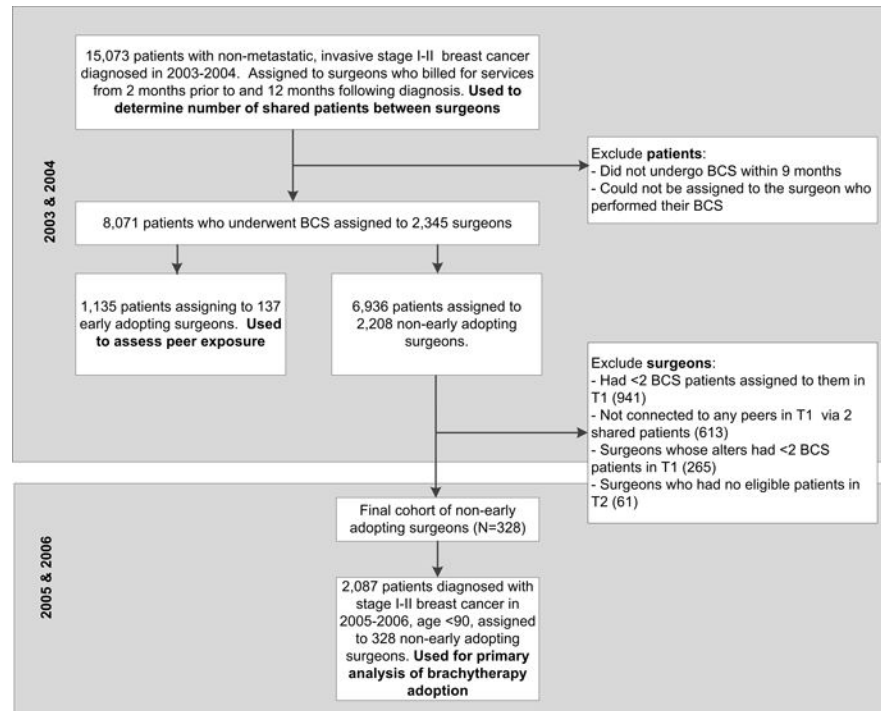 15,073 patients with non-metastatic, invasive stage I-II breast cancer
diagnosed in 2003-2004. Assigned to surgeons who billed for services
from 2 months prior to and 12 months following diagnosis. Used to
determine number of shared patients between surgeons
Exclude patients:
- Did not undergo BCS within 9 months
- Could not be assigned to the surgeon who
performed their BCS
2003 & 2004
8,071 patients who underwent BCS assigned to 2,345 surgeons
1,135 patients assigning to 137
early adopting surgeons. Used
to assess peer exposure
6,936 patients assigned to
2,208 non-early adopting
surgeons.
Exclude surgeons:
- Had <2 BCS patients assigned to them in
T1 (941)
- Not connected to any peers in T1 via 2
shared patients (613)
- Surgeons whose alters had <2 BCS
patients in T1 (265)
- Surgeons who had no eligible patients in
T2 (61)
2005 & 2006
Final cohort of non-early
adopting surgeons (N=328)
2,087 patients diagnosed with
stage I-II breast cancer in
2005-2006, age <90, assigned
to 328 non-early adopting
surgeons. Used for primary
analysis of brachytherapy
adoption